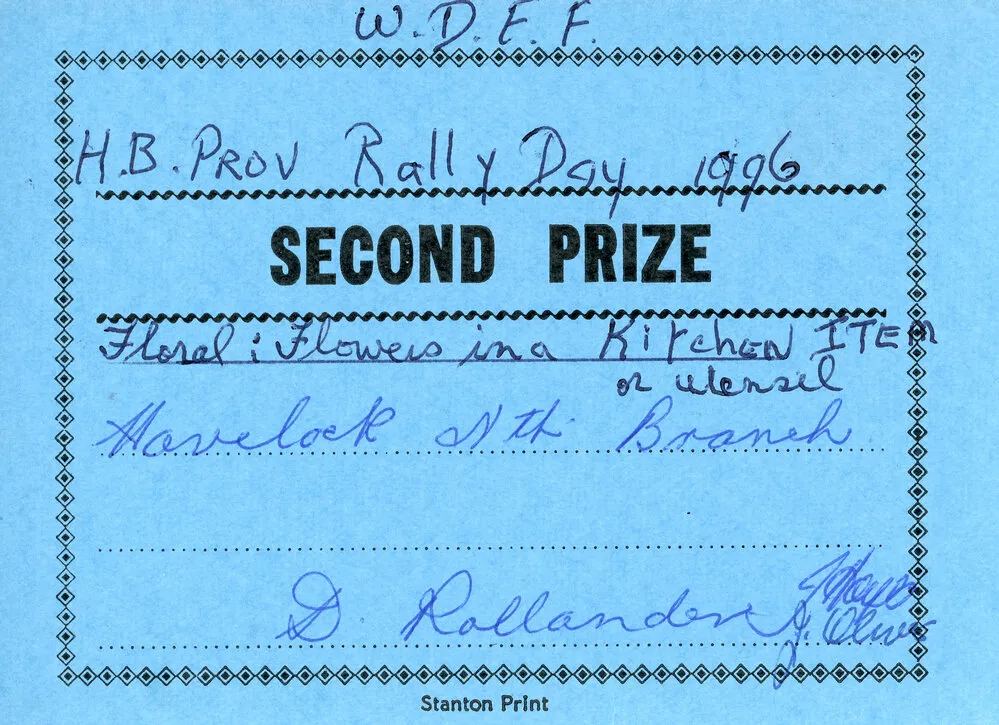 W.D.F.F.
H.B. PROV Rally Day 1996
SECOND PRIZE
Floral: Flowers in a KitchEN ITEM
or utensil
Havelock Nth. Branch
D. Rollanden
J. Oliver
Stanton Print